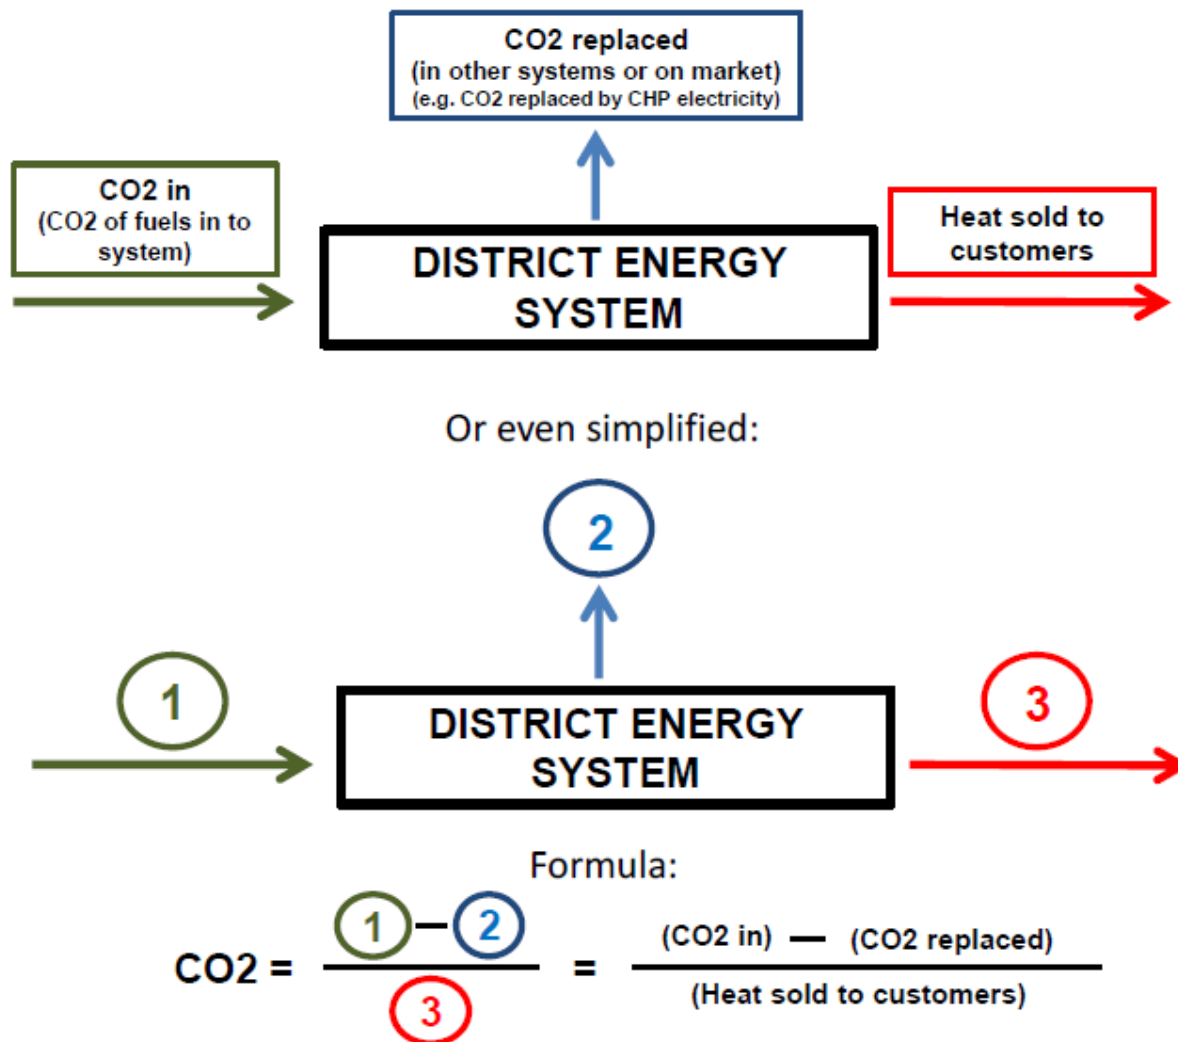 CO2 replaced
(in other systems or on market)
(e.g. CO2 replaced by CHP electricity)
CO2 in
(CO2 of fuels in to
system)
DISTRICT ENERGY
SYSTEM
Heat sold to
customers
Or even simplified:
2
1
DISTRICT ENERGY
SYSTEM
3
Formula:
CO2 = 1 — 2 = (CO2 in) — (CO2 replaced)
3 (Heat sold to customers)